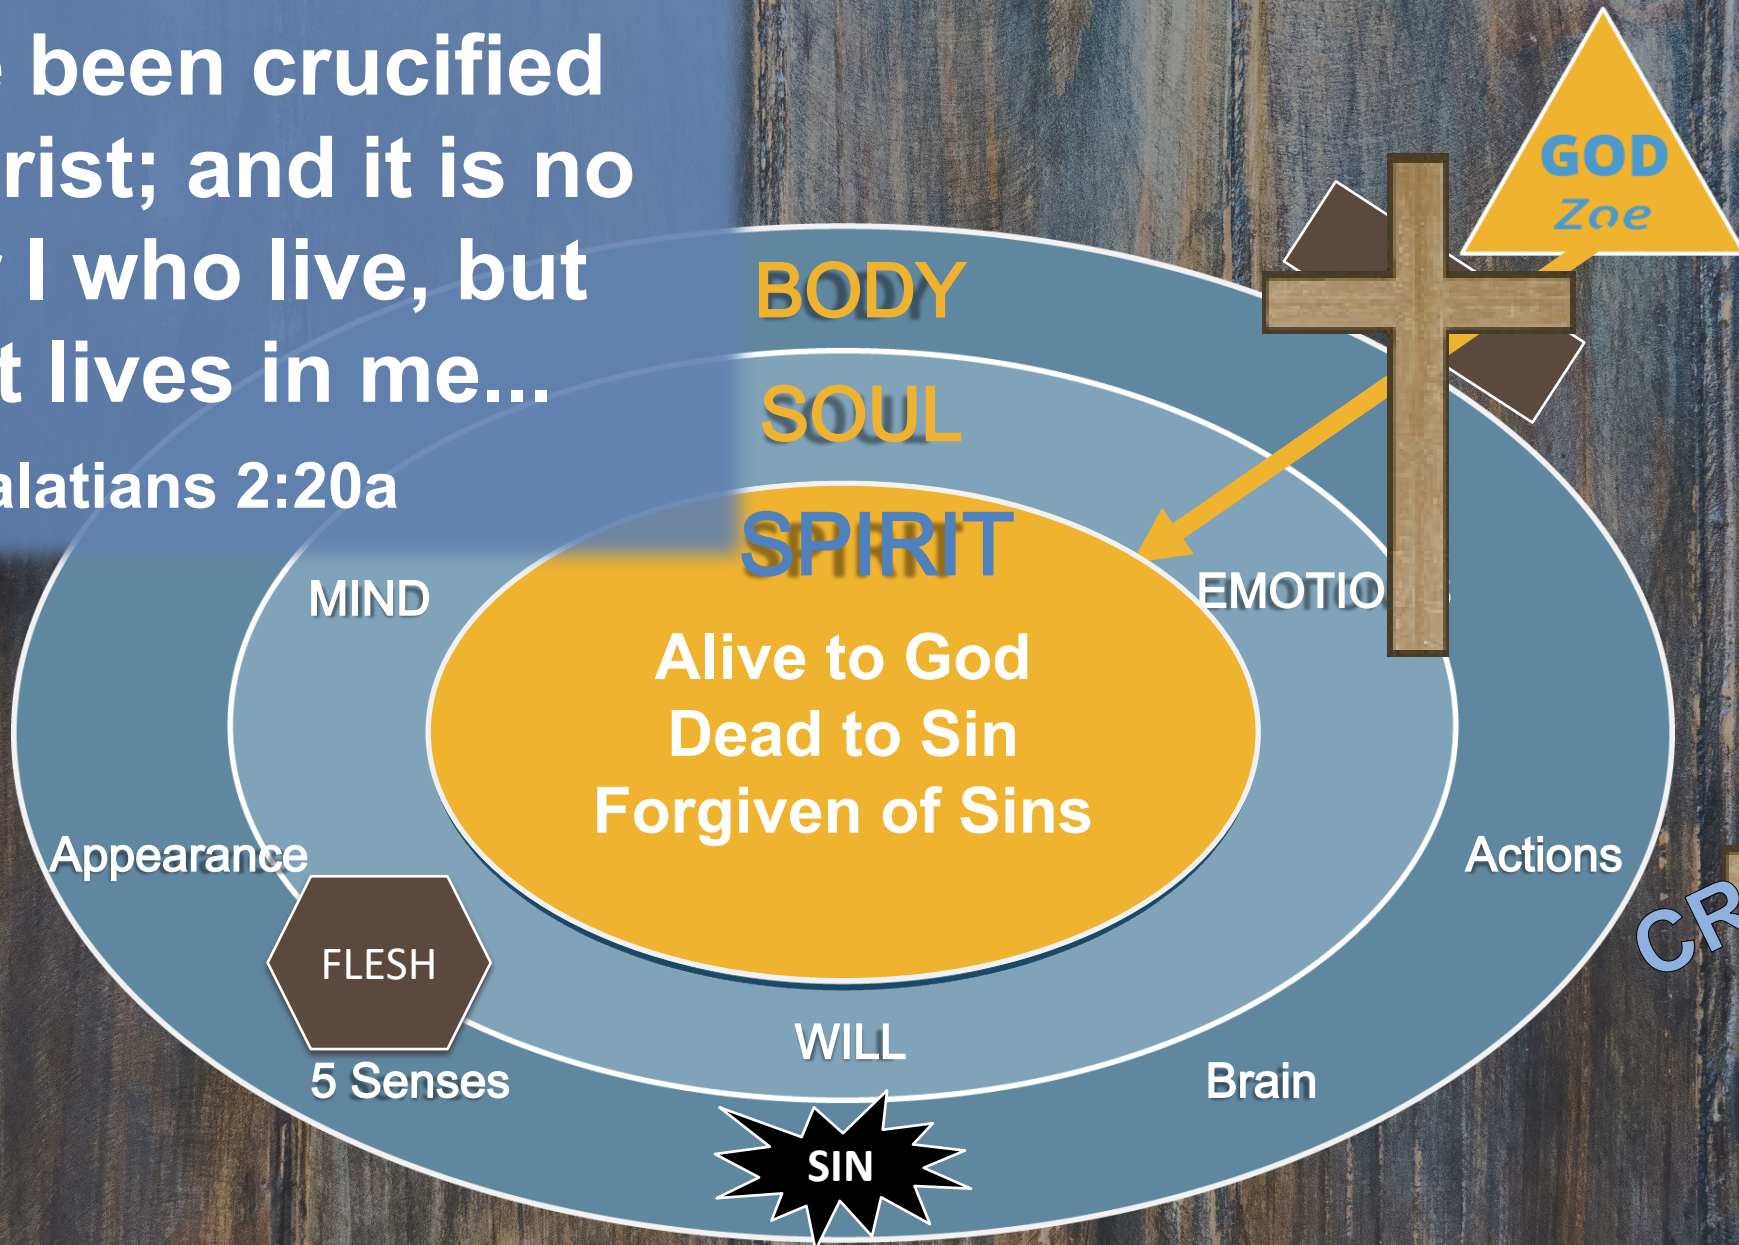 been crucified
rist; and it is no
I who live, but
t lives in me...
alatians 2:20a
GOD
Zoe
BODY
SOUL
SPIRIT
MIND
Alive to God
Dead to Sin
Forgiven of Sins
Appearance
Actions
CR
FLESH
WILL
5 Senses
Brain
SIN